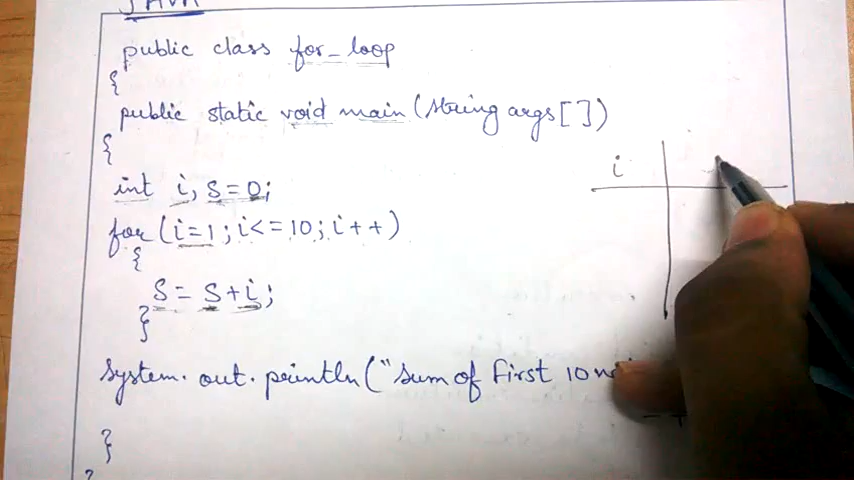 JAVA
public class for_loop
{
public static void main (String args [])
{
int i, s = 0;
for (i=1; i<=10; i++)
{
s = s + i;
}
System. out. println ("sum of first 10
}
}
i